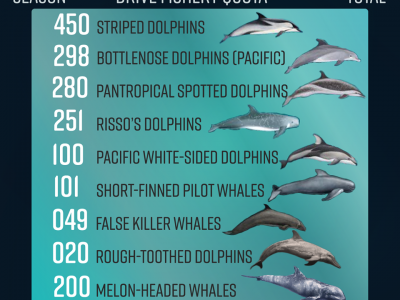 SEASON DRIVE FISHERY QUOTA TOTAL
450 STRIPED DOLPHINS
298 BOTTLENOSE DOLPHINS (PACIFIC)
280 PANTROPICAL SPOTTED DOLPHINS
251 RISSO'S DOLPHINS
100 PACIFIC WHITE-SIDED DOLPHINS
101 SHORT-FINNED PILOT WHALES
049 FALSE KILLER WHALES
020 ROUGH-TOOTHED DOLPHINS
200 MELON-HEADED WHALES